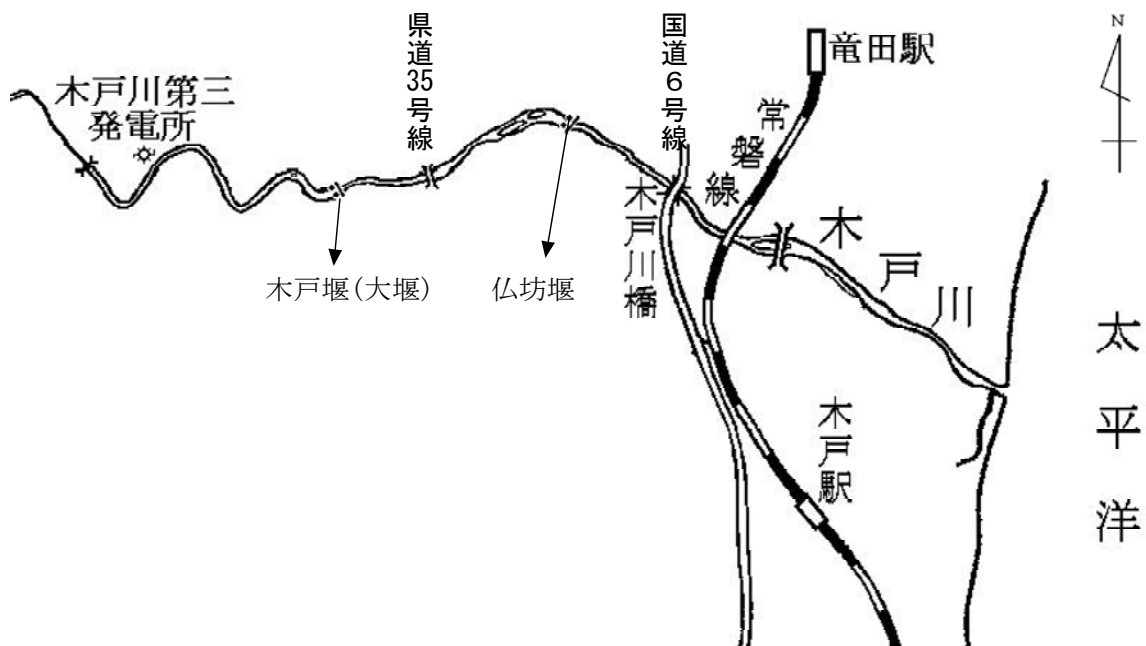 N
県道35号線
国道6号線
竜田駅
木戸川第三
発電所
常磐線
木戸川橋
木戸川
木戸堰(大堰)
仏坊堰
太平洋
木戸駅